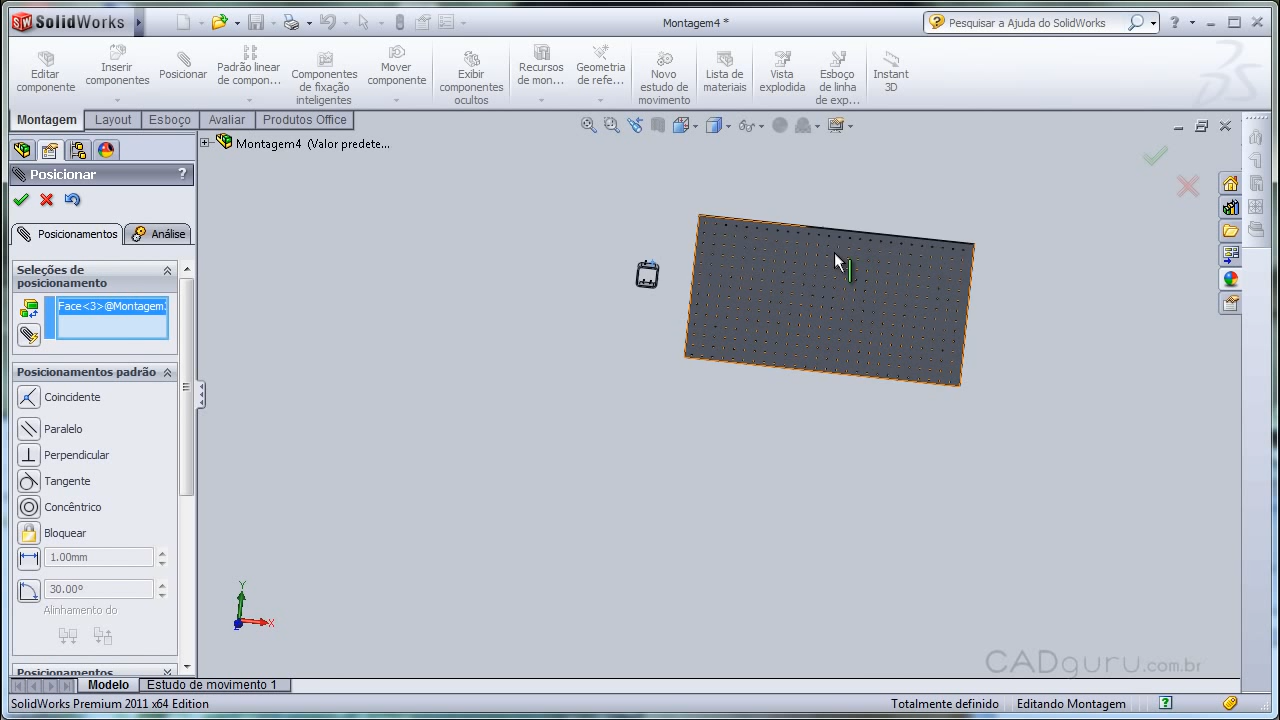 SolidWorks
Montagem4 *
Pesquisar a Ajuda do SolidWorks
?
Editar componente
Inserir componentes
Posicionar
Padrão linear de compon...
Componentes de fixação inteligentes
Mover componente
Exibir componentes ocultos
Recursos de mon...
Geometria de refe...
Novo estudo de movimento
Lista de materiais
Vista explodida
Esboço de linha de exp...
Instant 3D
Montagem
Layout
Esboço
Avaliar
Produtos Office
Montagem4 (Valor predete...
Posicionar
?
Posicionamentos
Análise
Seleções de posicionamento
Face<3>@Montagem
Posicionamentos padrão
Coincidente
Paralelo
Perpendicular
Tangente
Concêntrico
Bloquear
1.00mm
30.00º
Alinhamento do
Posicionamentos
Y
X
Z
CADguru.com.br
Modelo
Estudo de movimento 1
SolidWorks Premium 2011 x64 Edition
Totalmente definido
Editando Montagem
?